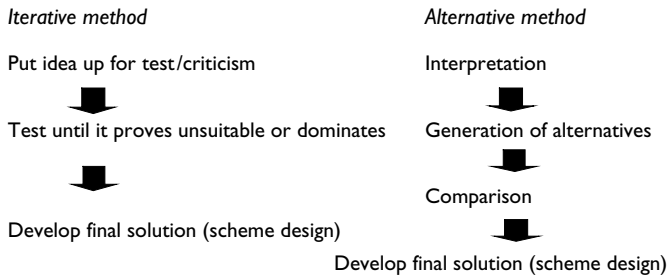 Iterative method
Put idea up for test/criticism
Test until it proves unsuitable or dominates
Develop final solution (scheme design)
Alternative method
Interpretation
Generation of alternatives
Comparison
Develop final solution (scheme design)